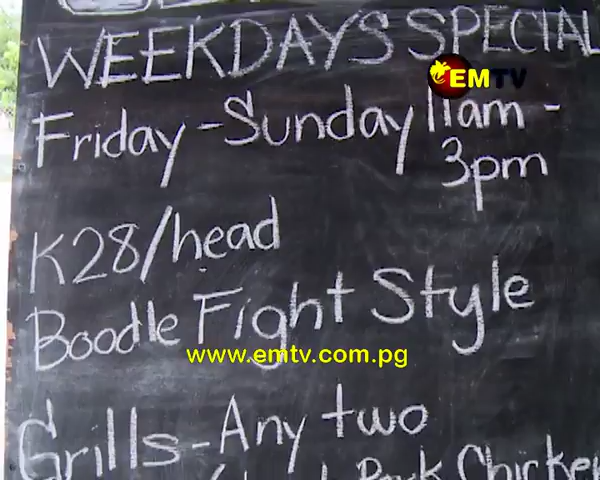 WEEKDAYS SPECIAL
EMTV
Friday - Sunday 11am -
3pm
K28/head
Boodle Fight Style
www.emtv.com.pg
Grills - Any two
Pork Chicken